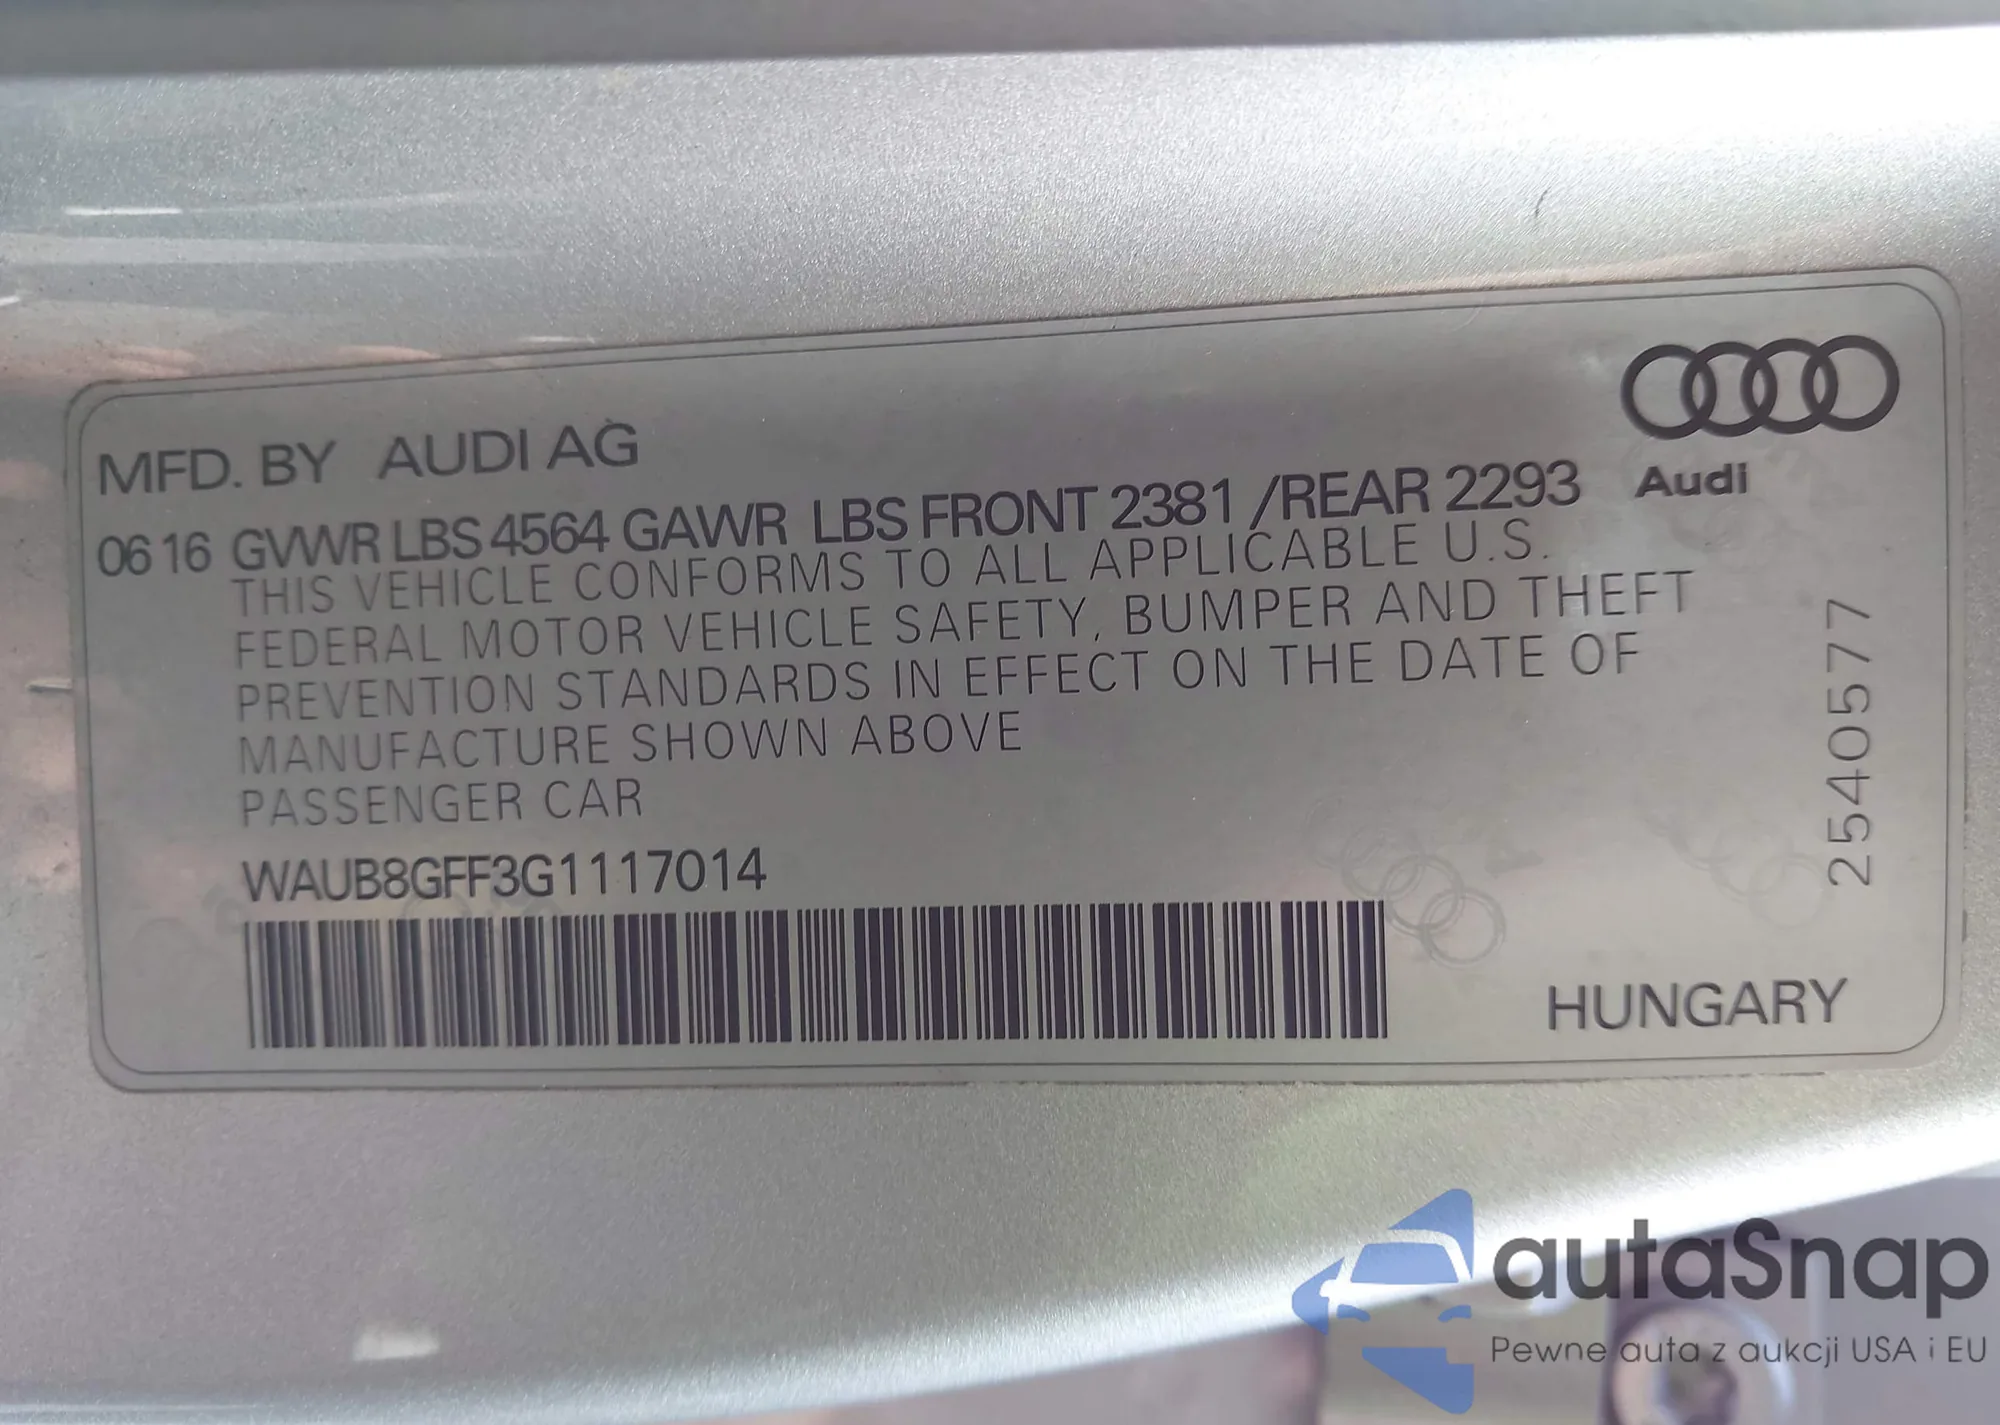 MFD. BY AUDI AG
06 16 GVWR LBS 4564 GAWR LBS FRONT 2381 /REAR 2293
Audi
THIS VEHICLE CONFORMS TO ALL APPLICABLE U.S.
FEDERAL MOTOR VEHICLE SAFETY, BUMPER AND THEFT
PREVENTION STANDARDS IN EFFECT ON THE DATE OF
MANUFACTURE SHOWN ABOVE
PASSENGER CAR
WAUB8GFF3G1117014
2540577
HUNGARY
autaSnap
Pewne auta z aukcji USA i EU